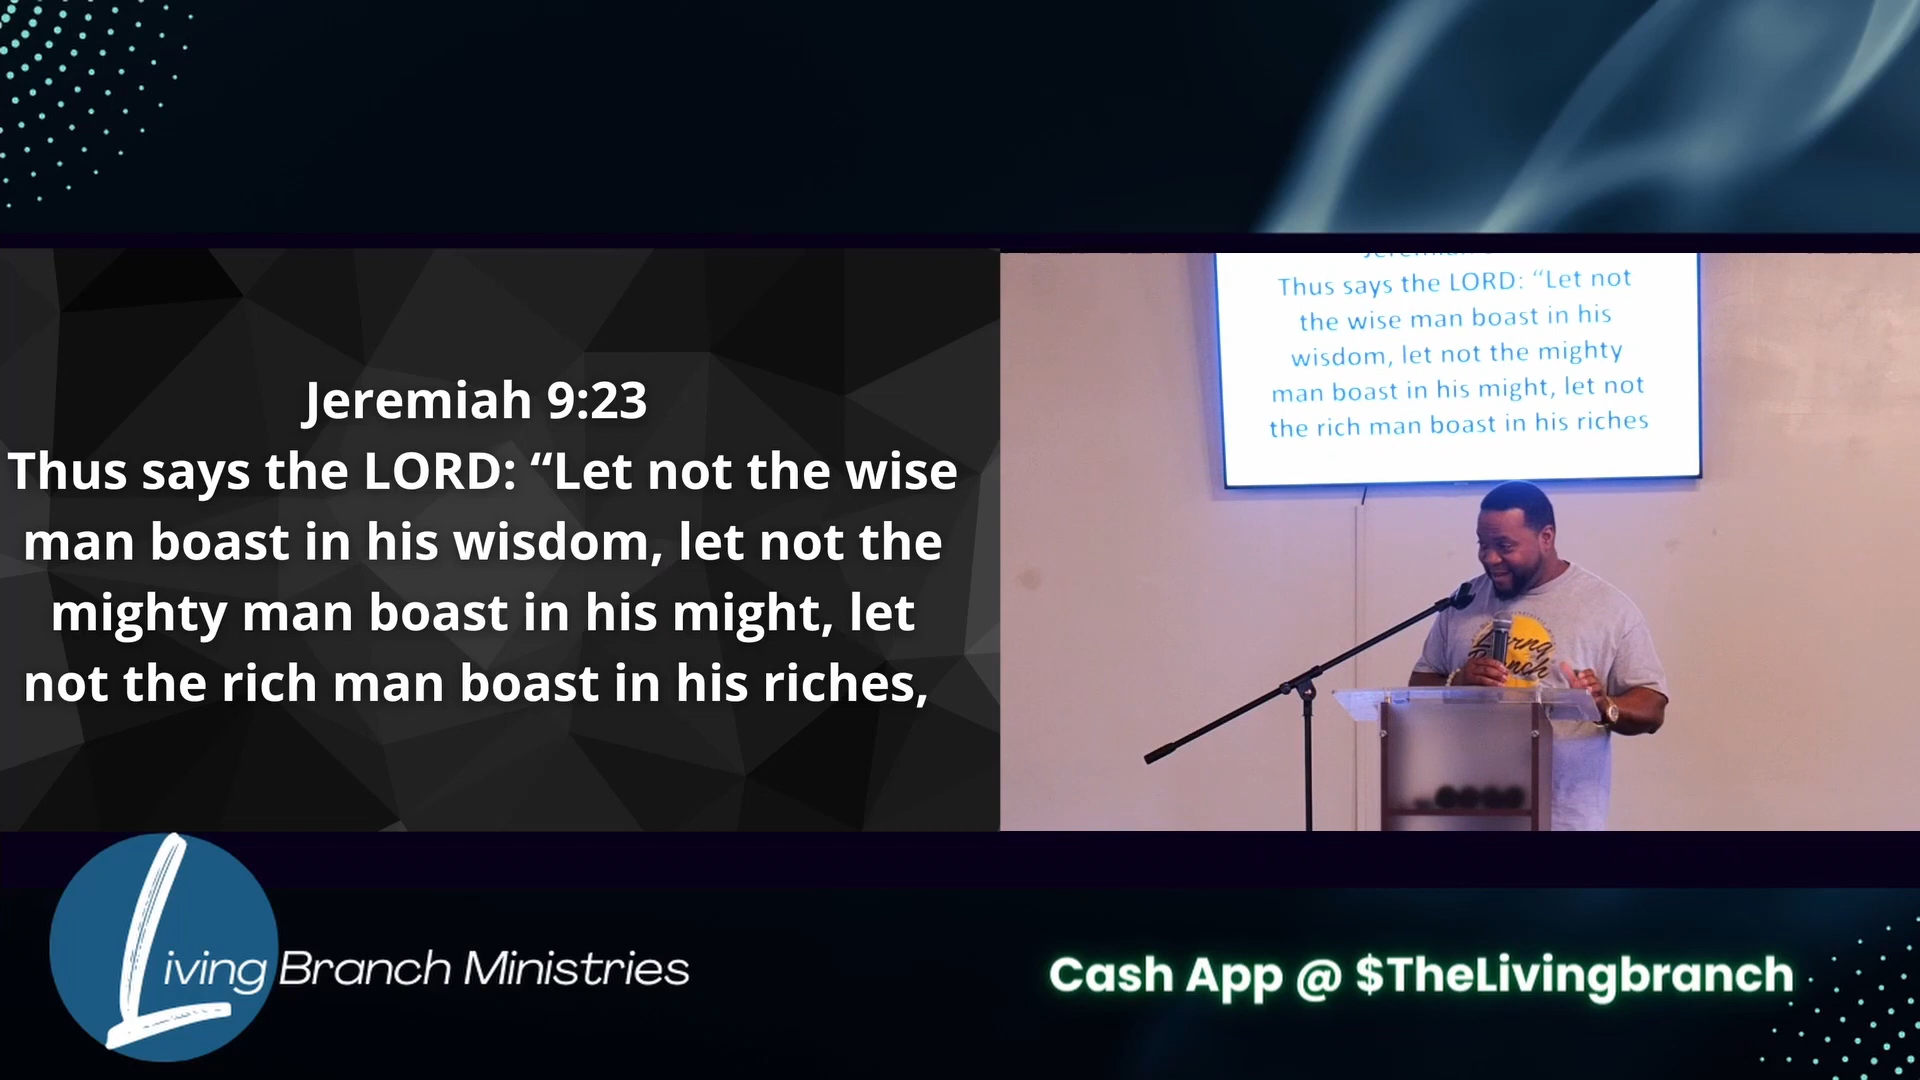 Jeremiah 9:23
Thus says the LORD: “Let not the wise
man boast in his wisdom, let not the
mighty man boast in his might, let
not the rich man boast in his riches,
Thus says the LORD: “Let not
the wise man boast in his
wisdom, let not the mighty
man boast in his might, let not
the rich man boast in his riches
Living
Branch
Living Branch Ministries
Cash App @ $TheLivingbranch